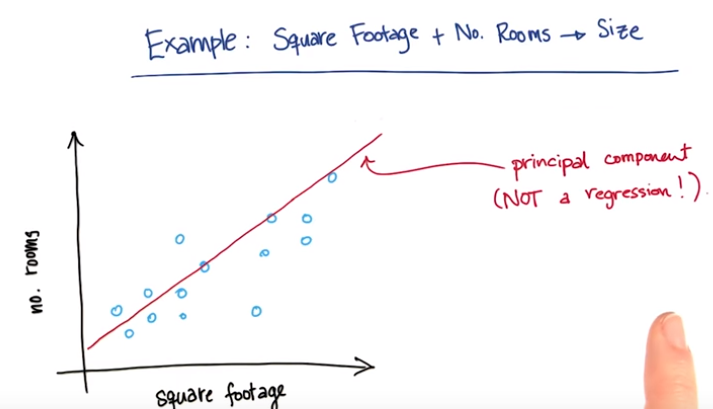 Example: Square Footage + No. Rooms → Size
principal component
(NOT a regression!).
no. rooms
square footage